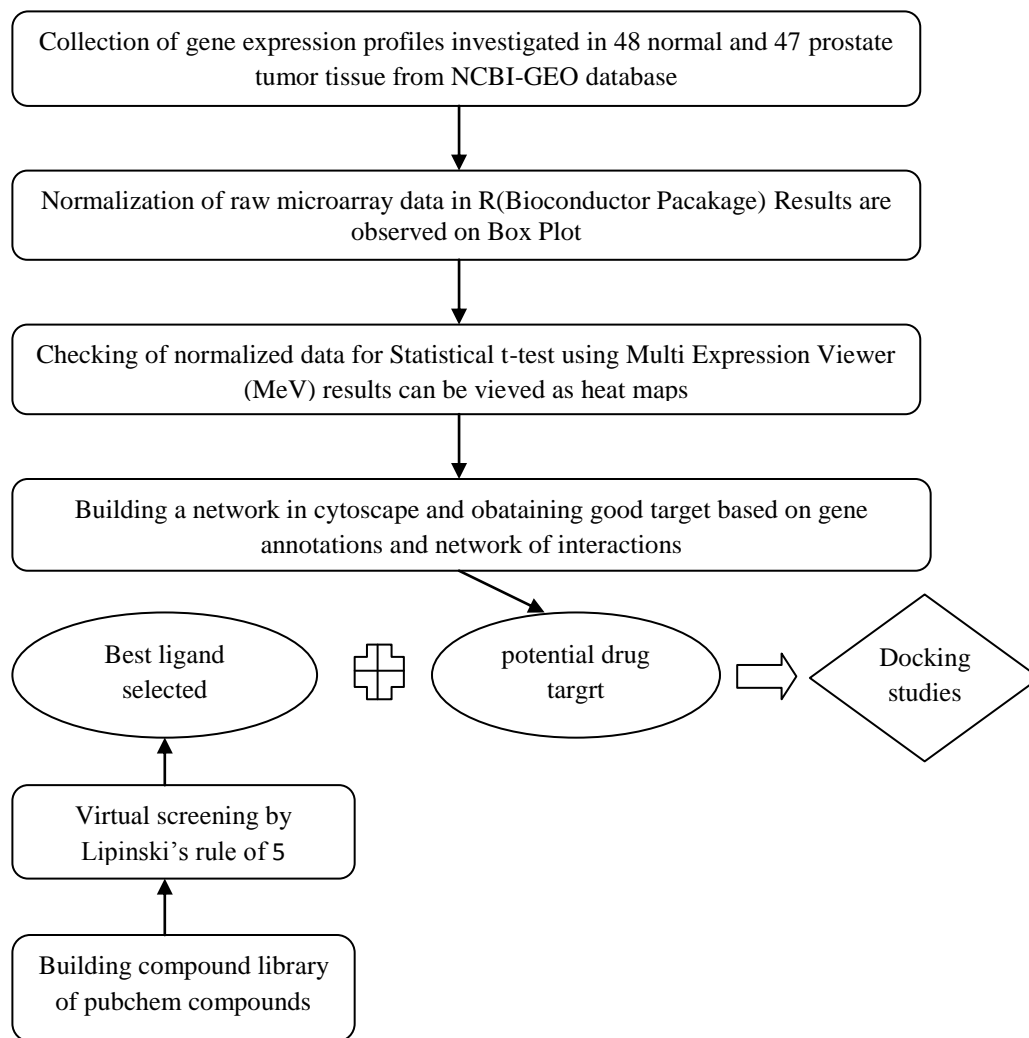 Collection of gene expression profiles investigated in 48 normal and 47 prostate
tumor tissue from NCBI-GEO database
Normalization of raw microarray data in R(Bioconductor Pacakage) Results are
observed on Box Plot
Checking of normalized data for Statistical t-test using Multi Expression Viewer
(MeV) results can be vieved as heat maps
Building a network in cytoscape and obataining good target based on gene
annotations and network of interactions
Best ligand
selected
potential drug
targrt
Docking
studies
Virtual screening by
Lipinski’s rule of 5
Building compound library
of pubchem compounds